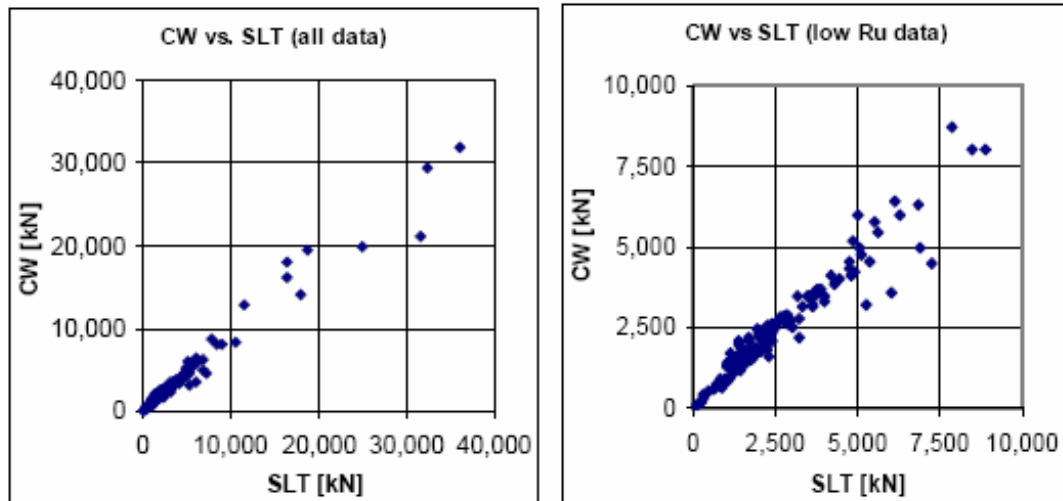 CW vs. SLT (all data)
40,000
30,000
20,000
10,000
0
CW [kN]
0 10,000 20,000 30,000 40,000
SLT [kN]
CW vs SLT (low Ru data)
10,000
7,500
5,000
2,500
0
CW [kN]
0 2,500 5,000 7,500 10,000
SLT [kN]